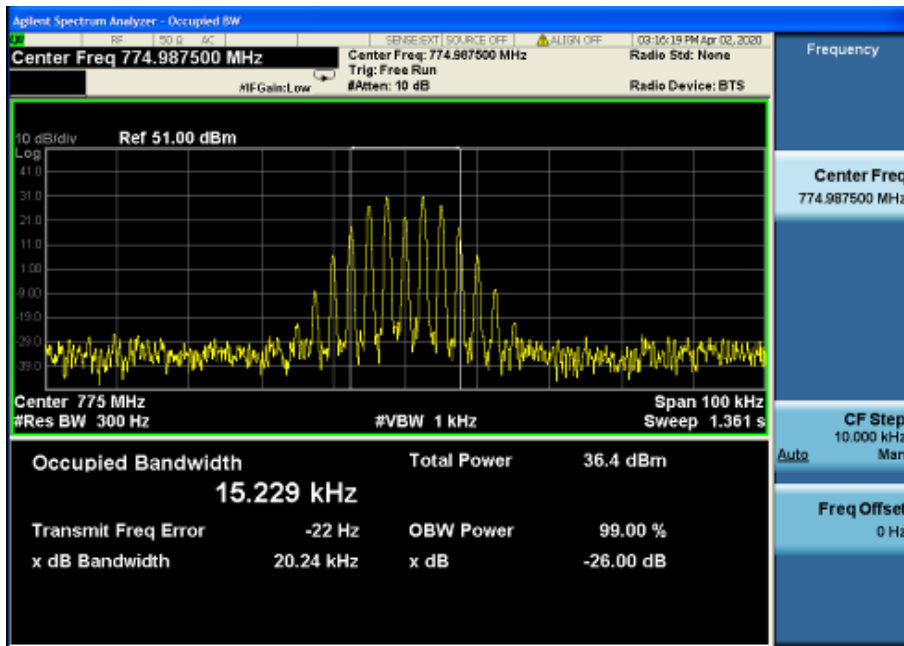 Agilent Spectrum Analyzer - Occupied BW
RF 50 Ω AC SENSE:EXT SOURCE OFF ALIGN OFF 03:16:19 PM Apr 02, 2020
Center Freq 774.987500 MHz
Center Freq: 774.987500 MHz
Radio Std: None
Trig: Free Run
#IFGain:Low
#Atten: 10 dB
Radio Device: BTS
10 dB/div Ref 51.00 dBm
Log
41.0
31.0
21.0
11.0
1.00
-9.00
-19.0
-29.0
-39.0
Center 775 MHz
Span 100 kHz
#Res BW 300 Hz
#VBW 1 kHz
Sweep 1.361 s
Occupied Bandwidth
15.229 kHz
Total Power 36.4 dBm
Transmit Freq Error -22 Hz
OBW Power 99.00 %
x dB Bandwidth 20.24 kHz
x dB -26.00 dB
Frequency
Center Freq
774.987500 MHz
CF Step
10.000 kHz
Auto Man
Freq Offset
0 Hz